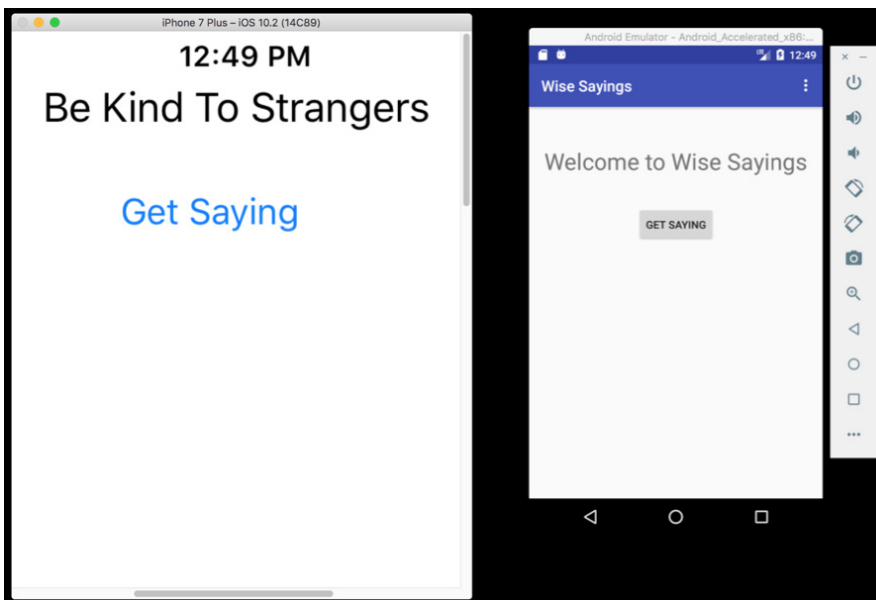 iPhone 7 Plus – iOS 10.2 (14C89)
12:49 PM
Be Kind To Strangers
Get Saying
Android Emulator - Android_Accelerated_x86:...
12:49
Wise Sayings
Welcome to Wise Sayings
GET SAYING